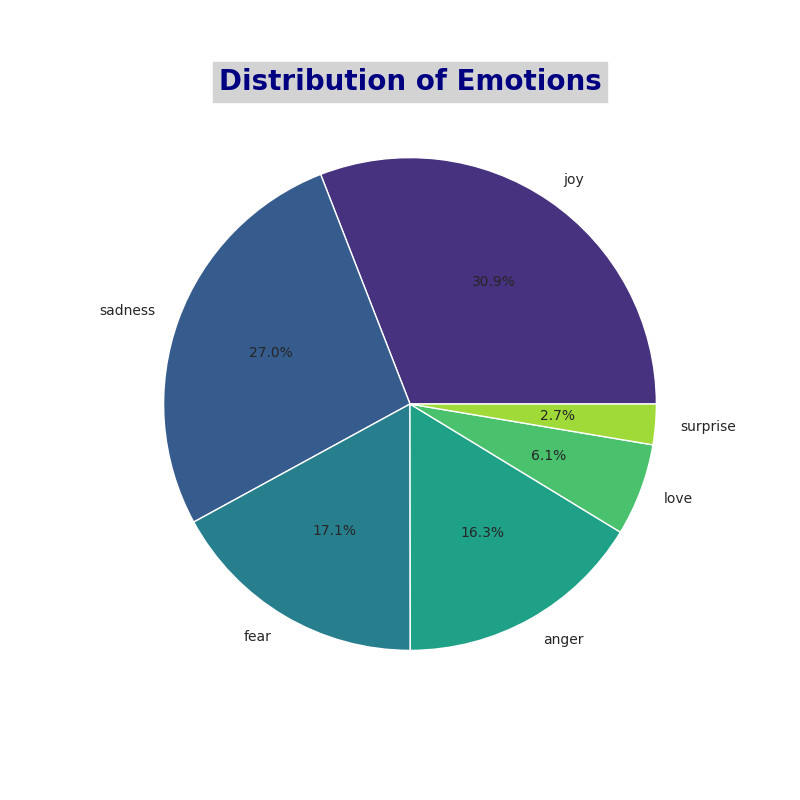 Distribution of Emotions
joy
30.9%
sadness
27.0%
2.7%
surprise
6.1%
love
17.1%
16.3%
fear
anger